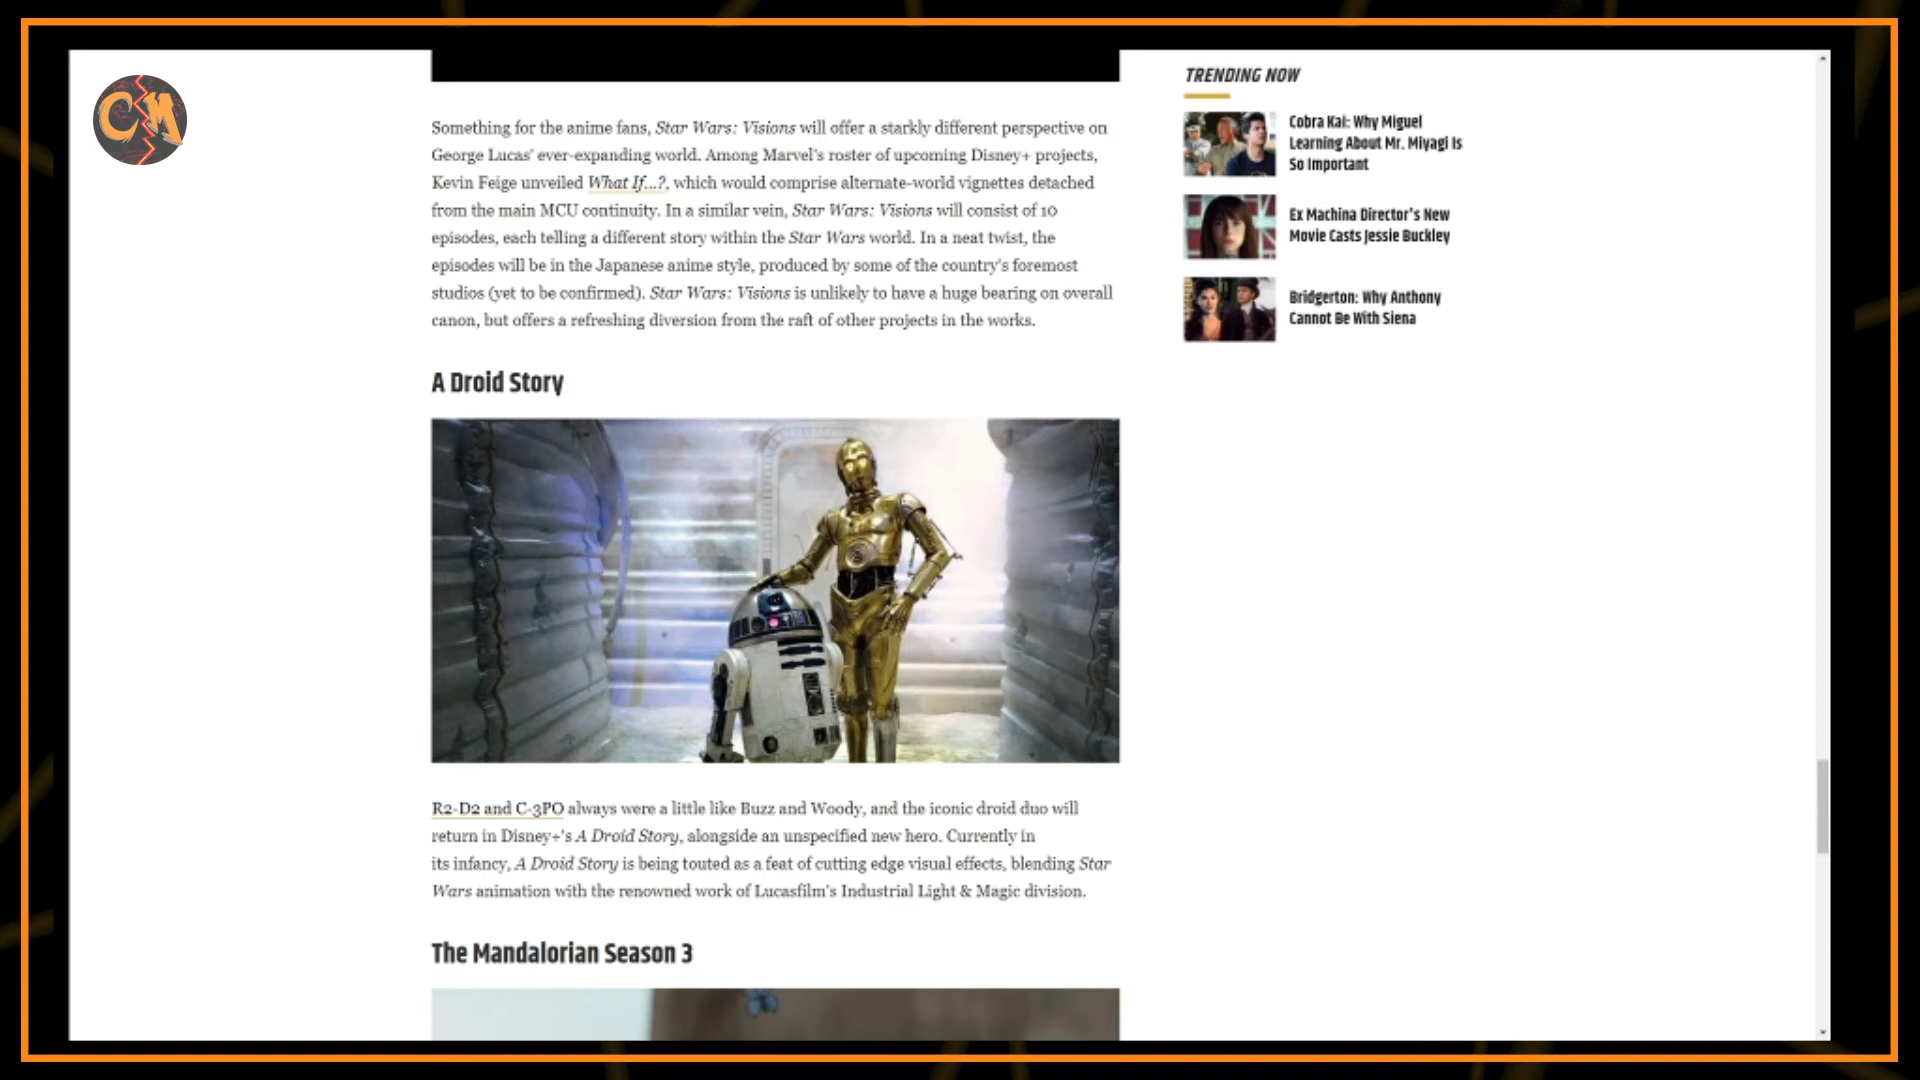 CM
Something for the anime fans, Star Wars: Visions will offer a starkly different perspective on
George Lucas' ever-expanding world. Among Marvel's roster of upcoming Disney+ projects,
Kevin Feige unveiled What If...?, which would comprise alternate-world vignettes detached
from the main MCU continuity. In a similar vein, Star Wars: Visions will consist of 10
episodes, each telling a different story within the Star Wars world. In a neat twist, the
episodes will be in the Japanese anime style, produced by some of the country's foremost
studios (yet to be confirmed). Star Wars: Visions is unlikely to have a huge bearing on overall
canon, but offers a refreshing diversion from the raft of other projects in the works.
A Droid Story
R2-D2 and C-3PO always were a little like Buzz and Woody, and the iconic droid duo will
return in Disney+'s A Droid Story, alongside an unspecified new hero. Currently in
its infancy, A Droid Story is being touted as a feat of cutting edge visual effects, blending Star
Wars animation with the renowned work of Lucasfilm's Industrial Light & Magic division.
The Mandalorian Season 3
TRENDING NOW
Cobra Kai: Why Miguel
Learning About Mr. Miyagi Is
So Important
Ex Machina Director's New
Movie Casts Jessie Buckley
Bridgerton: Why Anthony
Cannot Be With Siena